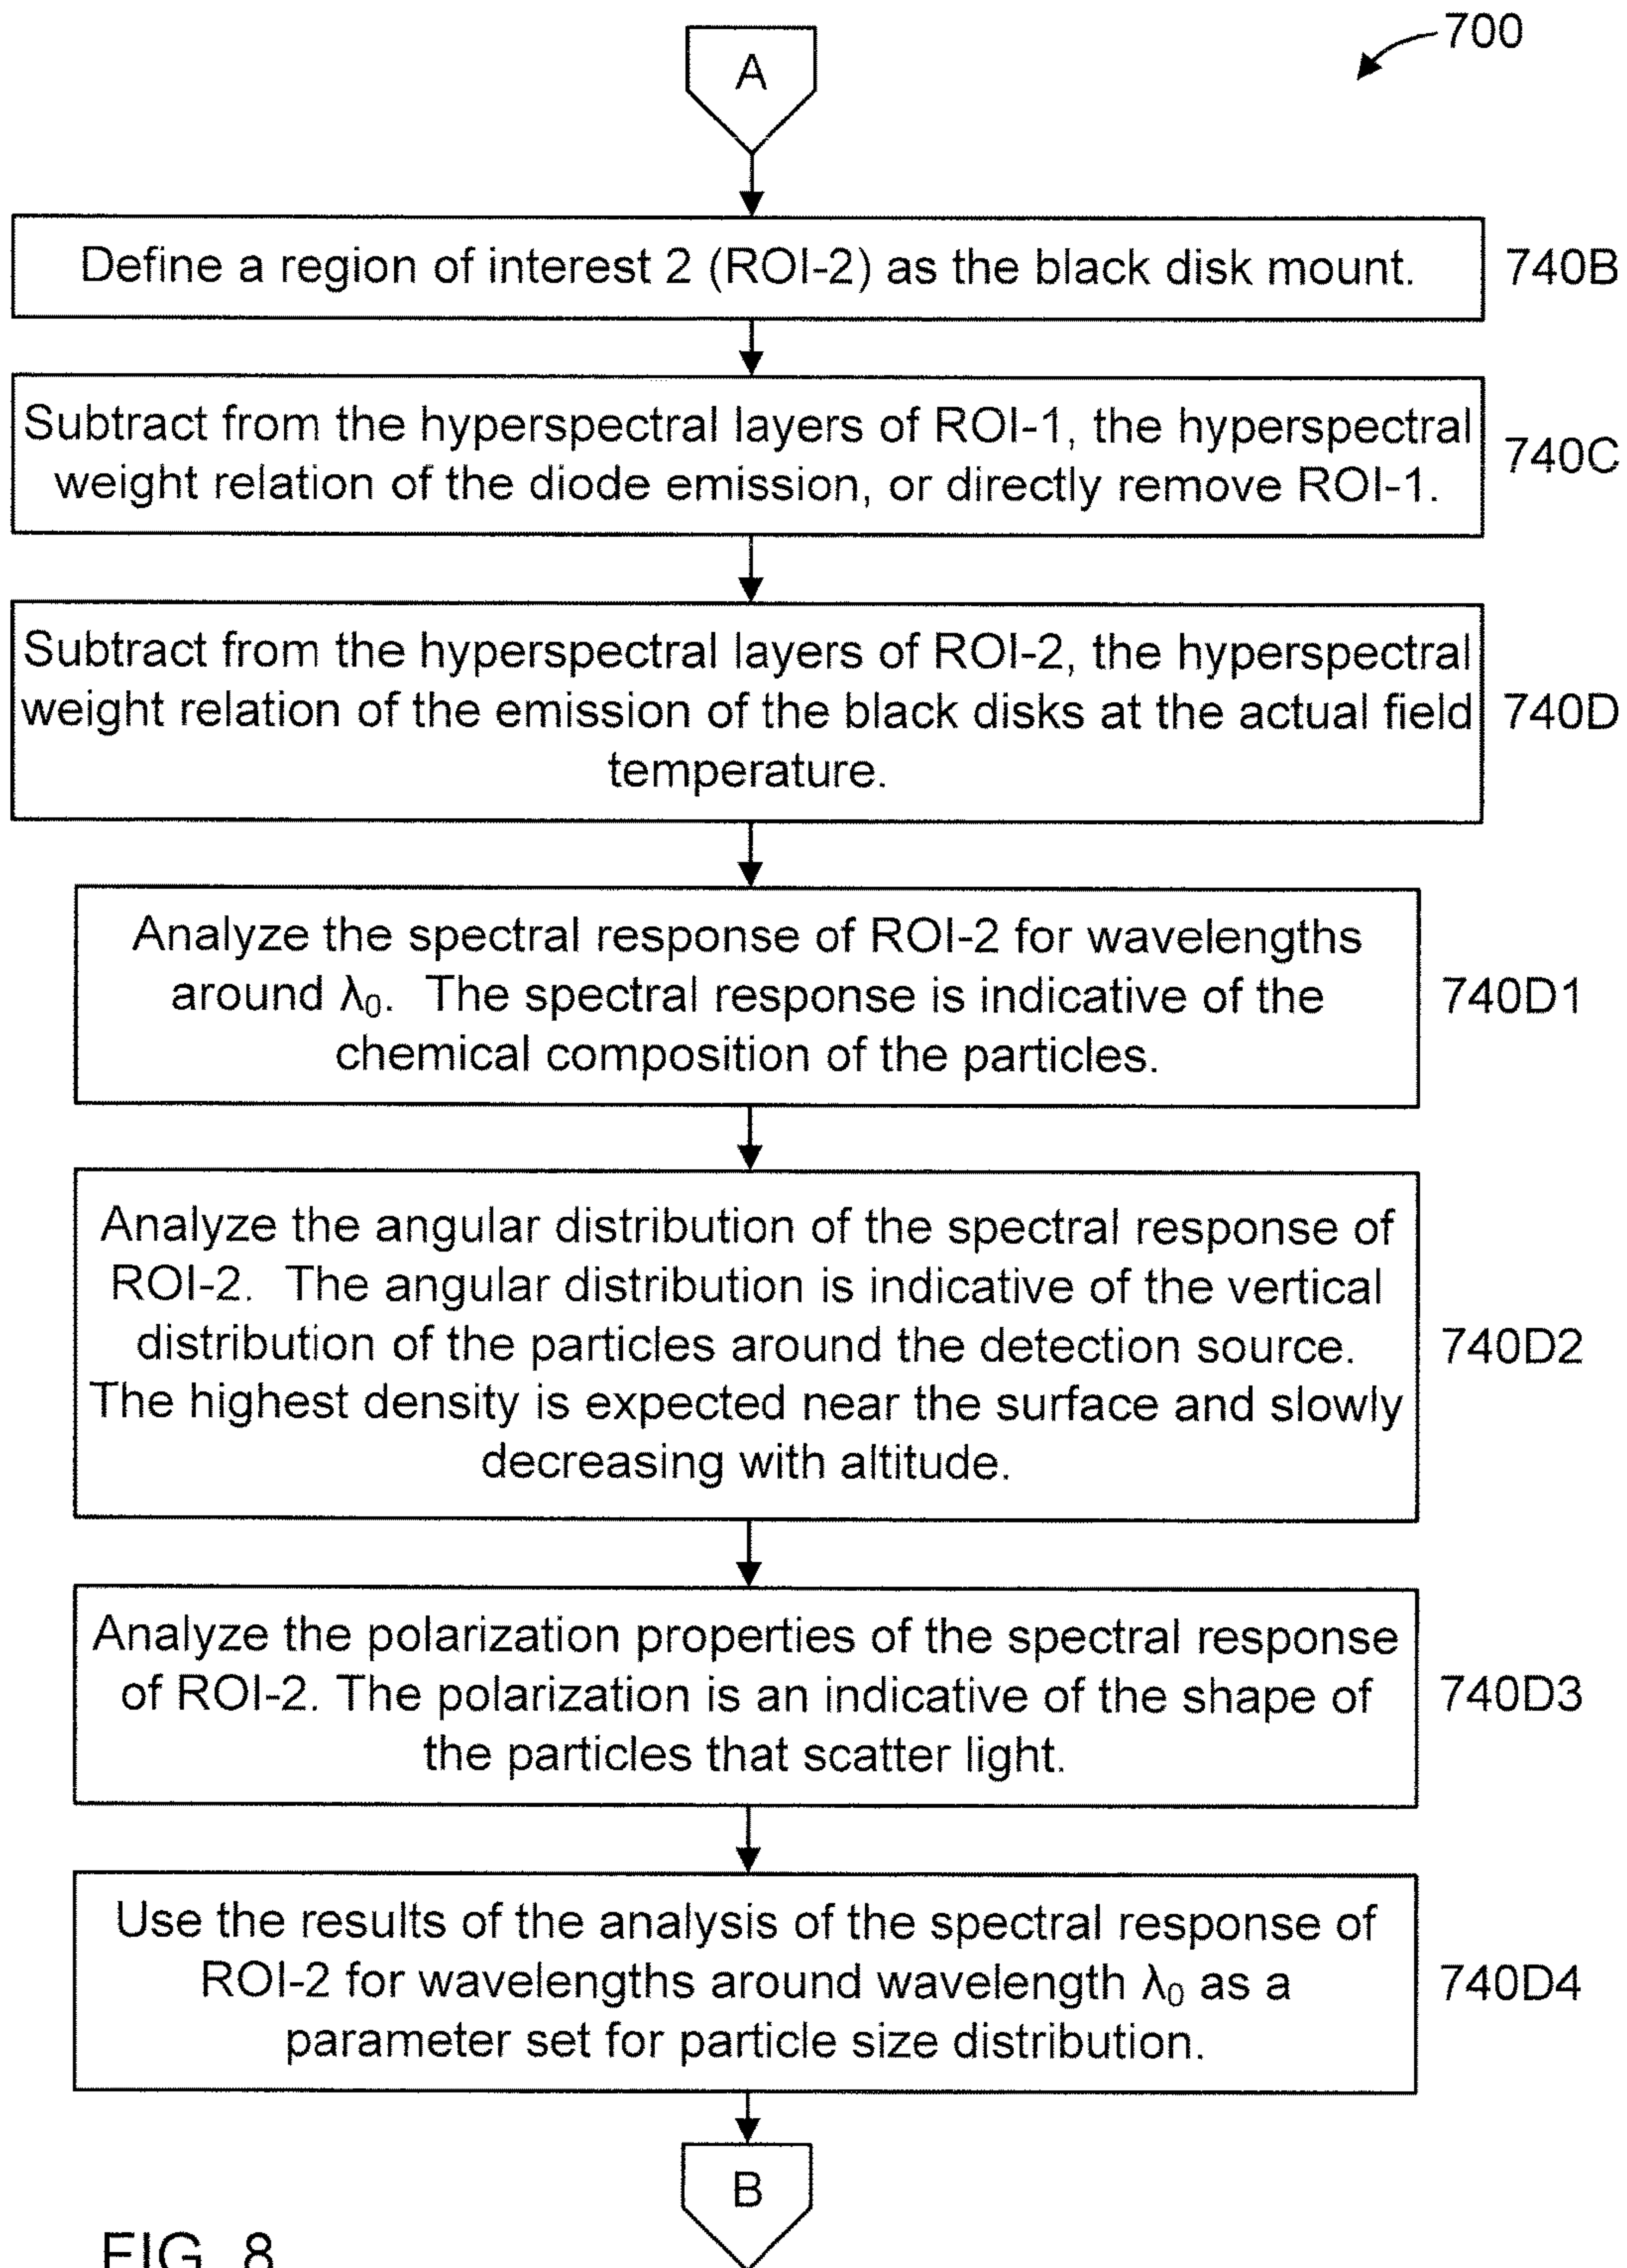 700
A
Define a region of interest 2 (ROI-2) as the black disk mount.
740B
Subtract from the hyperspectral layers of ROI-1, the hyperspectral
weight relation of the diode emission, or directly remove ROI-1.
740C
Subtract from the hyperspectral layers of ROI-2, the hyperspectral
weight relation of the emission of the black disks at the actual field
temperature.
740D
Analyze the spectral response of ROI-2 for wavelengths
around λ₀. The spectral response is indicative of the
chemical composition of the particles.
740D1
Analyze the angular distribution of the spectral response of
ROI-2. The angular distribution is indicative of the vertical
distribution of the particles around the detection source.
The highest density is expected near the surface and slowly
decreasing with altitude.
740D2
Analyze the polarization properties of the spectral response
of ROI-2. The polarization is an indicative of the shape of
the particles that scatter light.
740D3
Use the results of the analysis of the spectral response of
ROI-2 for wavelengths around wavelength λ₀ as a
parameter set for particle size distribution.
740D4
B
FIG. 8